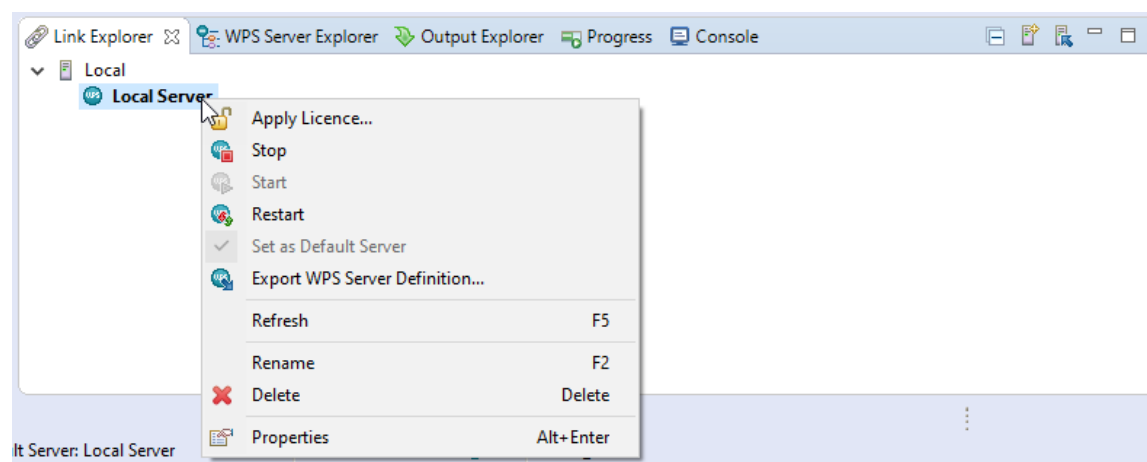 Link Explorer WPS Server Explorer Output Explorer Progress Console
Local
Local Server
Apply Licence...
Stop
Start
Restart
Set as Default Server
Export WPS Server Definition...
Refresh F5
Rename F2
Delete Delete
Properties Alt+Enter
lt Server: Local Server